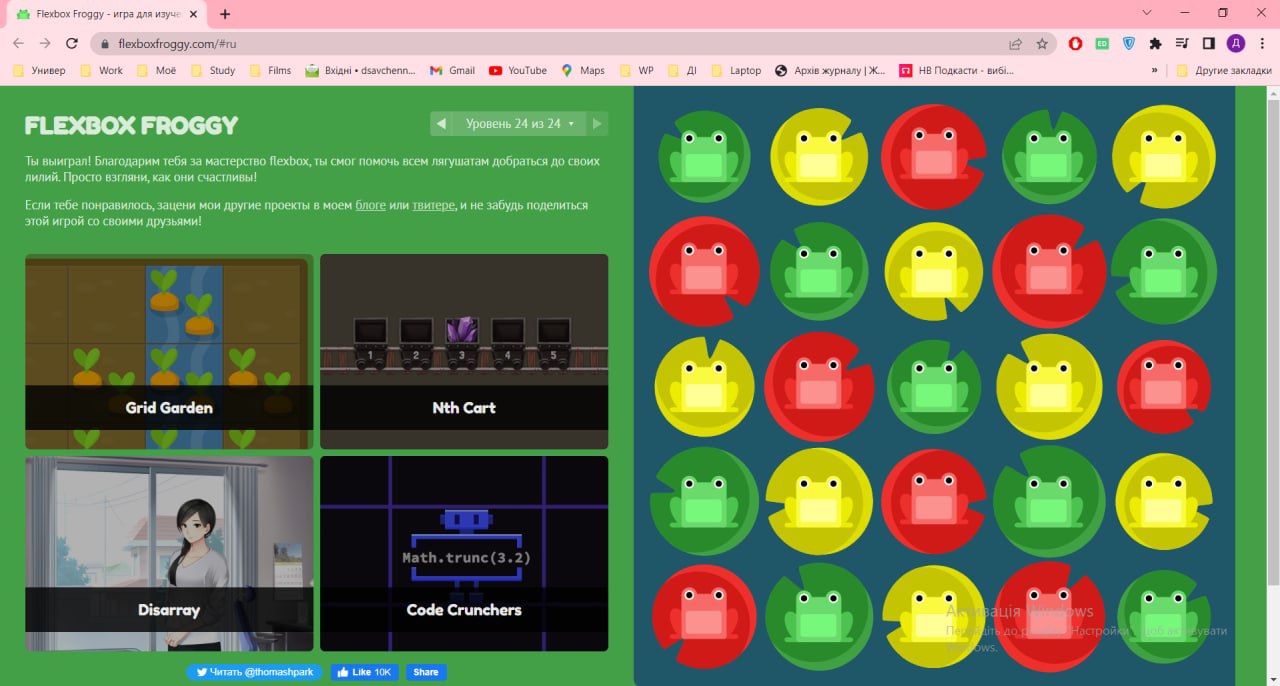 Flexbox Froggy - игра для изуче
flexboxfroggy.com/#ru
ED
Д
Универ
Work
Моё
Study
Films
Вхідні • dsavchenn...
Gmail
YouTube
Maps
WP
ДІ
Laptop
Архів журналу | Ж...
НВ Подкасти - вибі...
»
Другие закладки
FLEXBOX FROGGY
Уровень 24 из 24
Ты выиграл! Благодарим тебя за мастерство flexbox, ты смог помочь всем лягушатам добраться до своих
лилий. Просто взгляни, как они счастливы!
Если тебе понравилось, зацени мои другие проекты в моем блоге или твитере, и не забудь поделиться
этой игрой со своими друзьями!
Grid Garden
1 2 3 4 5
Nth Cart
Disarray
Math.trunc(3.2)
Code Crunchers
Читать @thomashpark
Like 10K
Share
Активація Windows
Перейдіть до Настройки щоб активувати
Windows.